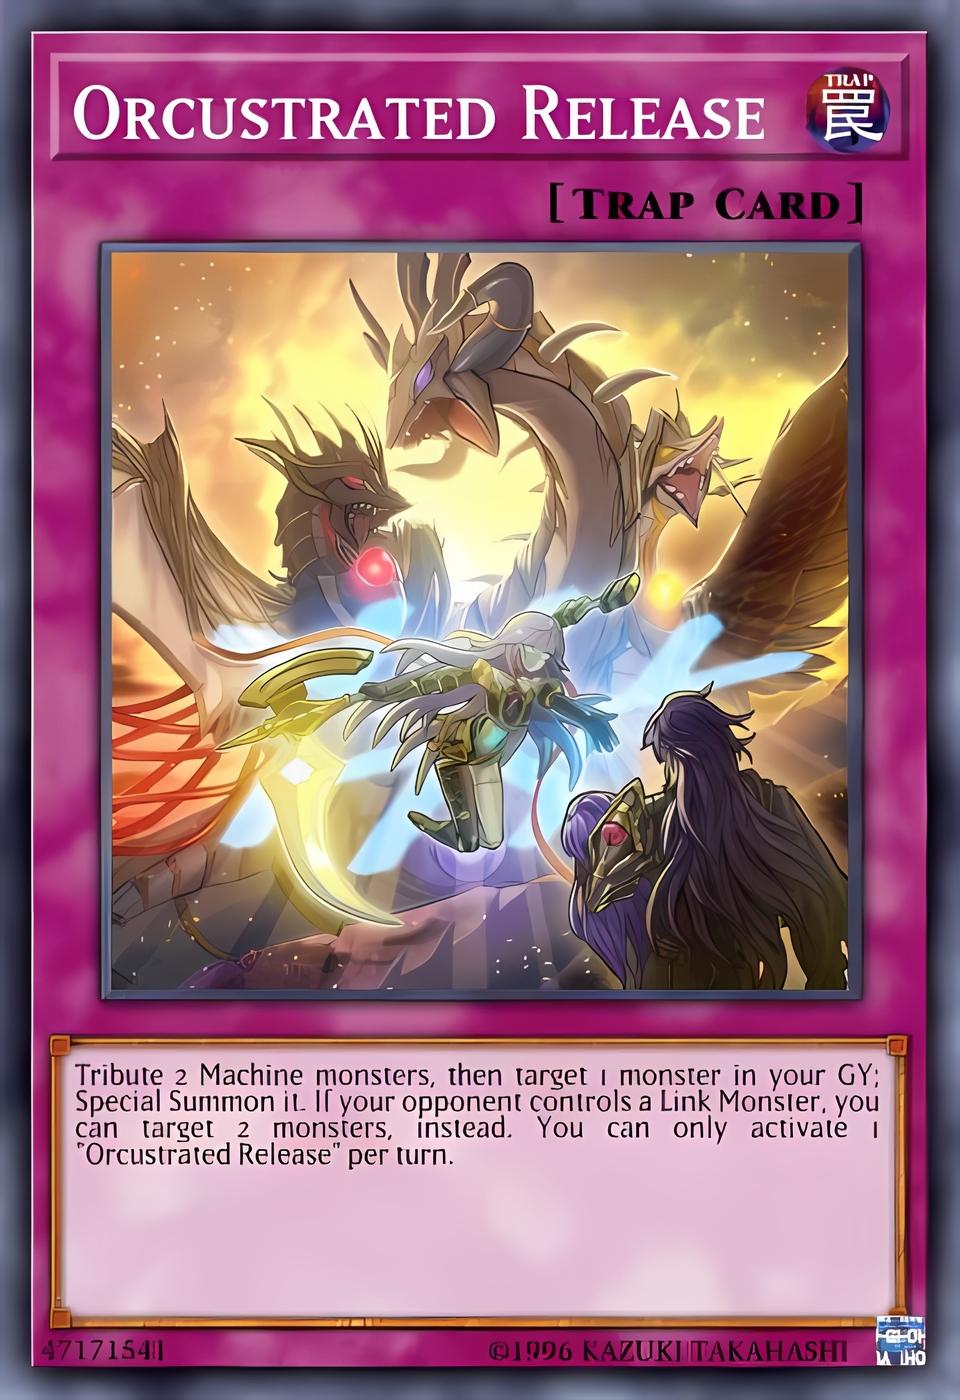 ORCUSTRATED RELEASE
TRAP
罠
[TRAP CARD]
Tribute 2 Machine monsters, then target 1 monster in your GY;
Special Summon it. If your opponent controls a Link Monster, you
can target 2 monsters, instead. You can only activate 1
"Orcustrated Release" per turn.
47171541
©1996 KAZUKI TAKAHASHI